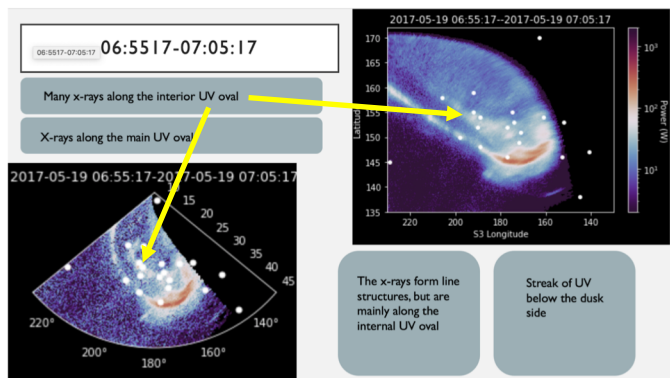 06:5517-07:05:17
06:5517-07:05:17
Many x-rays along the interior UV oval
X-rays along the main UV oval
2017-05-19 06:55:17-2017-05-19 07:05:17
10
15
20
25
30
35
40
45
220°
200°
180°
160°
140°
2017-05-19 06:55:17--2017-05-19 07:05:17
170
165
160
155
150
145
140
135
Latitude
220
200
180
160
140
S3 Longitude
10³
10²
10¹
Power (W)
The x-rays form line
structures, but are
mainly along the
internal UV oval
Streak of UV
below the dusk
side